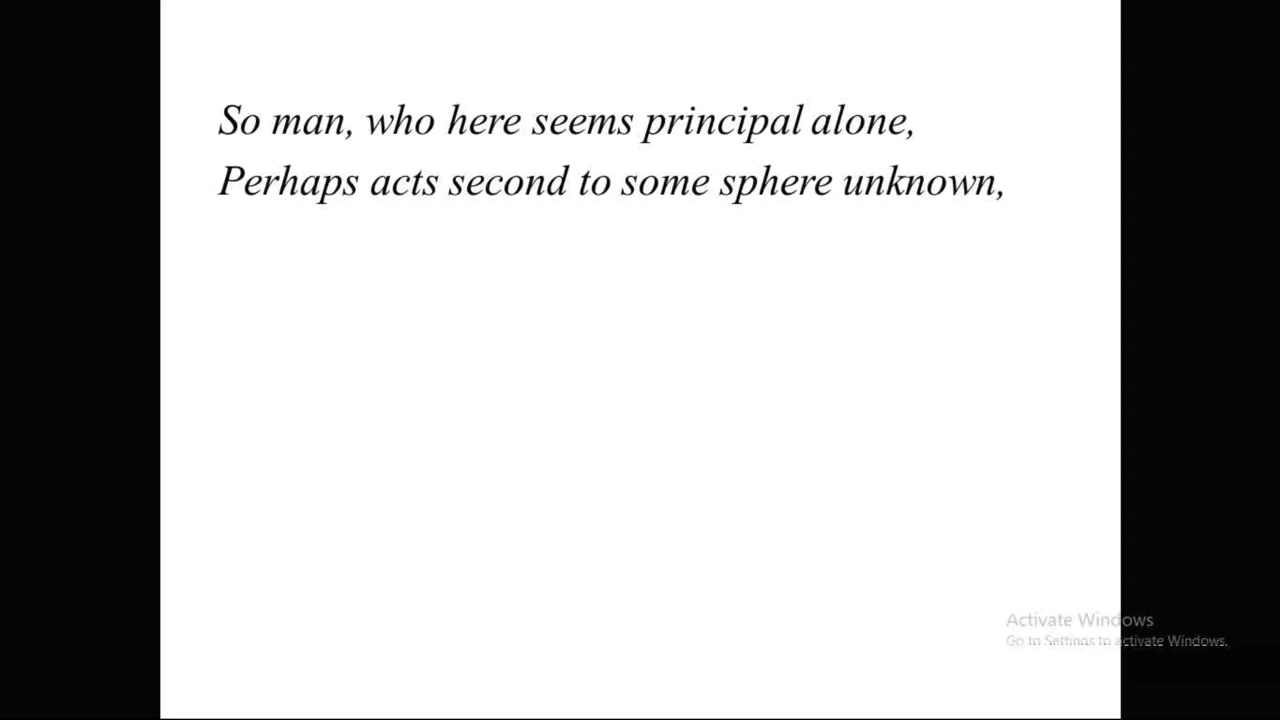 So man, who here seems principal alone,
Perhaps acts second to some sphere unknown,
Activate Windows
Go to Settings to activate Windows.